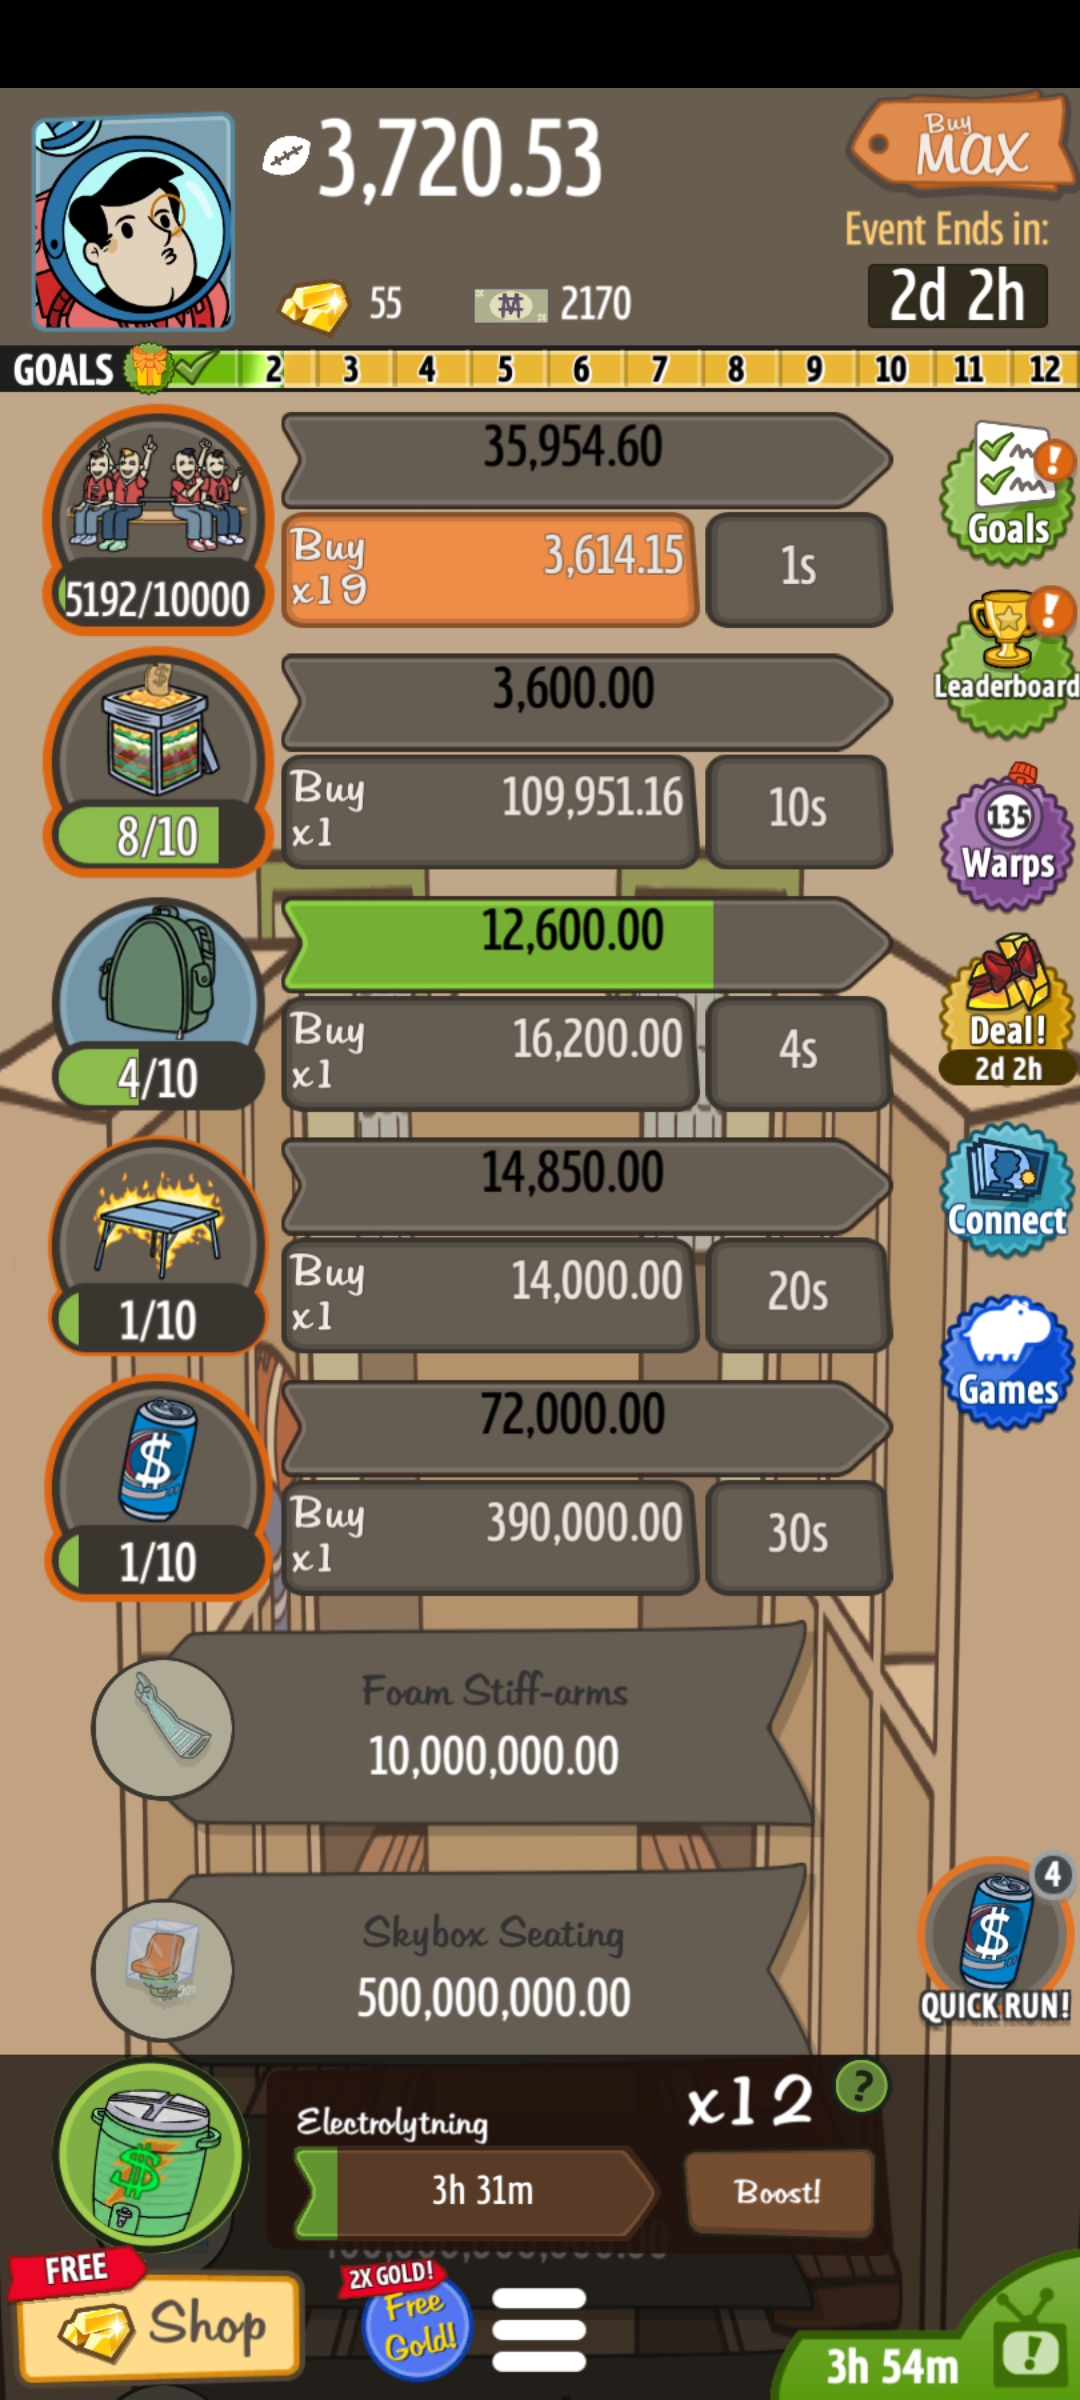 3,720.53
Buy
MAX
Event Ends in:
2d 2h
55
2170
GOALS 2 3 4 5 6 7 8 9 10 11 12
35,954.60
Buy
x19
3,614.15
1s
5192/10000
Goals
Leaderboard
3,600.00
Buy
x1
109,951.16
10s
8/10
135
Warps
12,600.00
Buy
x1
16,200.00
4s
4/10
Deal!
2d 2h
14,850.00
Buy
x1
14,000.00
20s
1/10
Connect
Games
72,000.00
Buy
x1
390,000.00
30s
1/10
Foam Stiff-arms
10,000,000.00
Skybox Seating
500,000,000.00
4
QUICK RUN!
Electrolytning
x12
?
3h 31m
Boost!
FREE
Shop
2X GOLD!
Free
Gold!
3h 54m